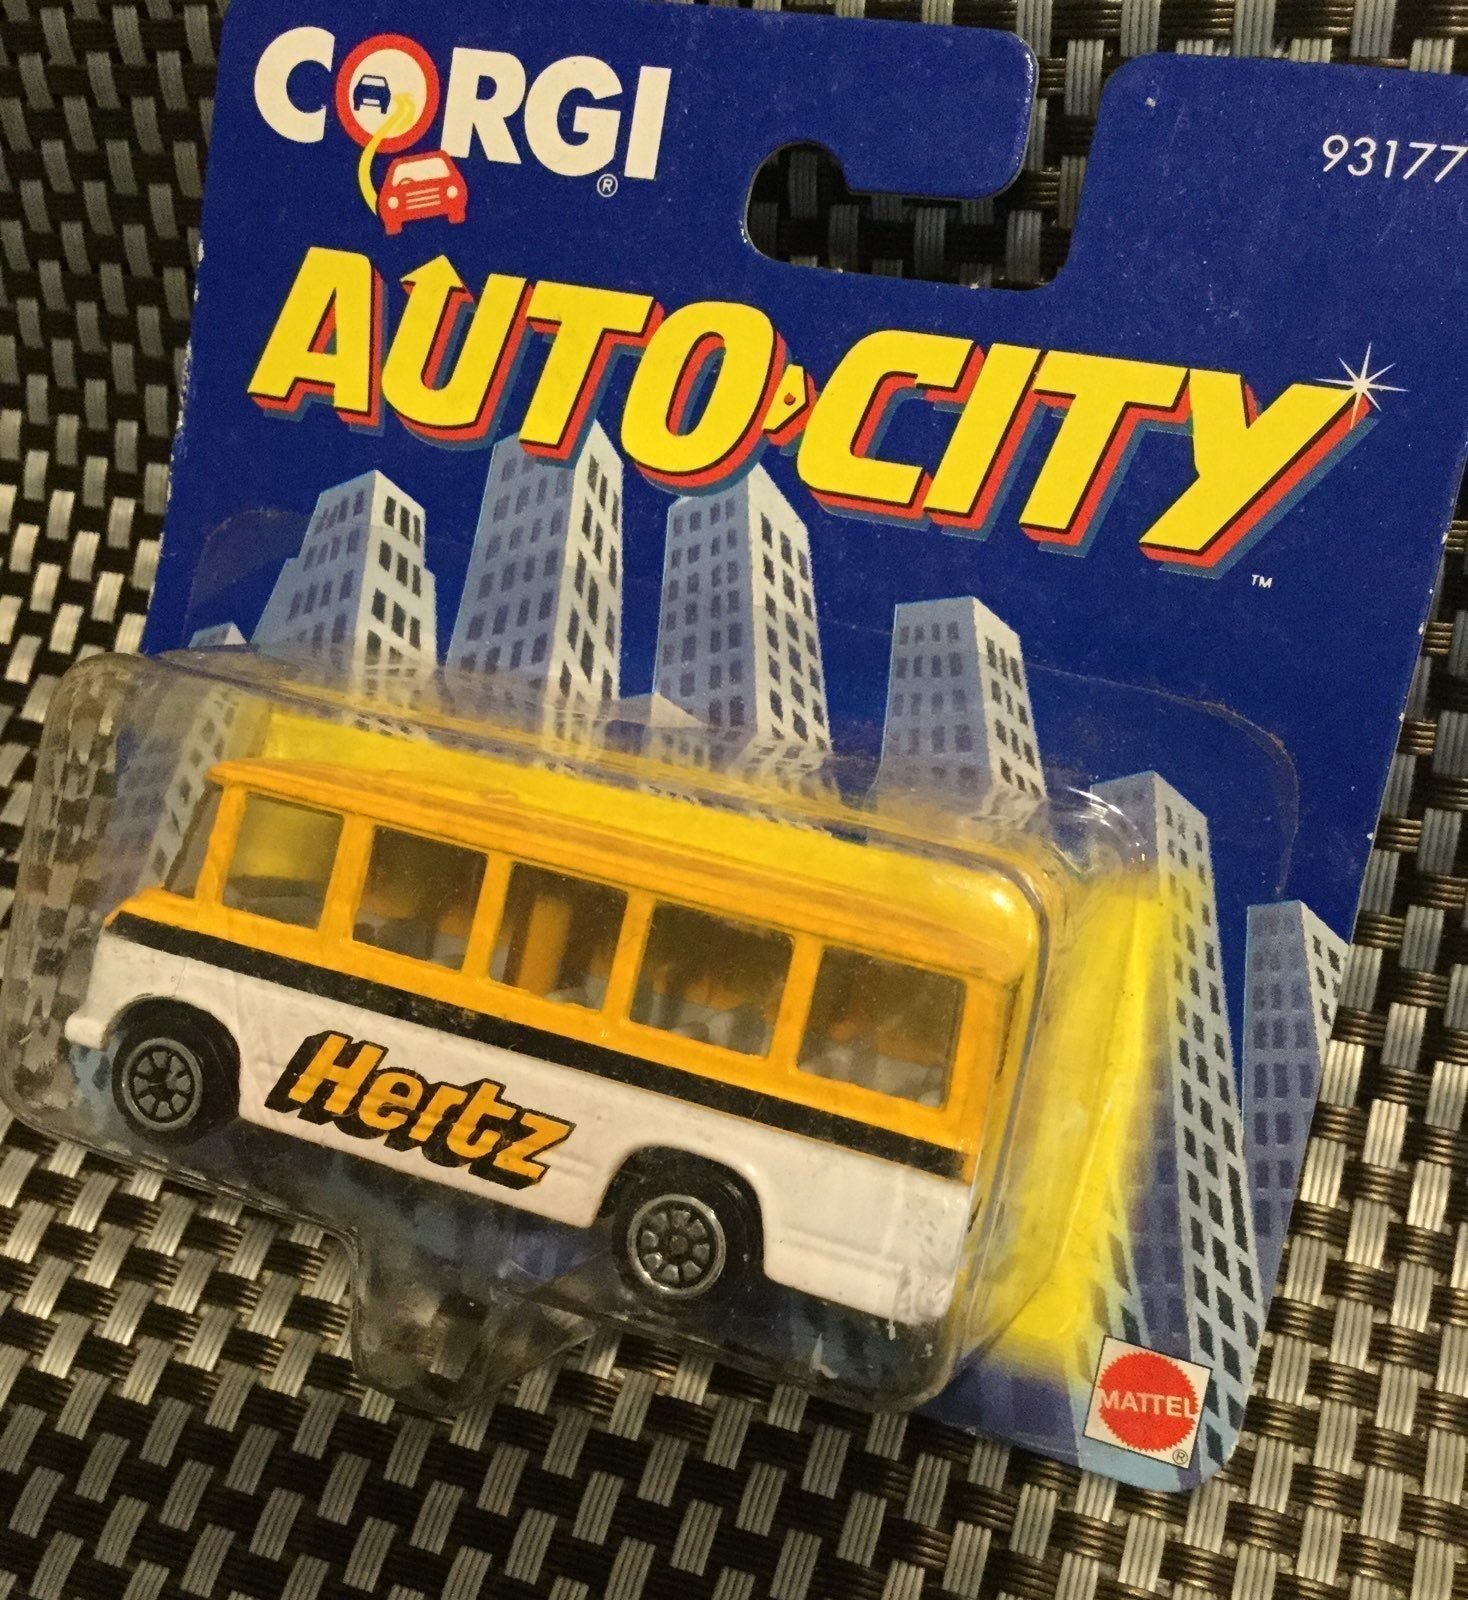 CORGI
®
93177
AUTO·CITY
™
Hertz
MATTEL
®